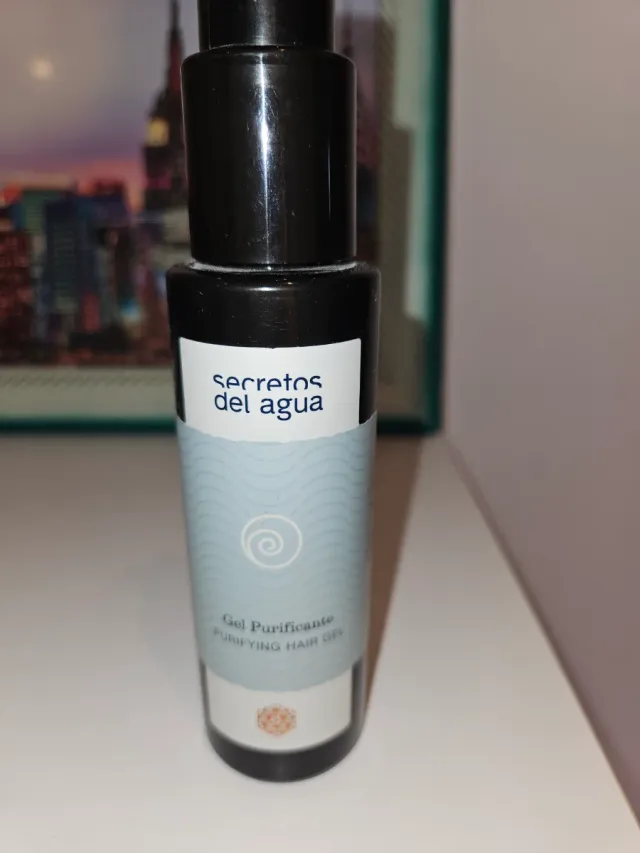 secretos
del agua
Gel Purificante
PURIFYING HAIR GEL